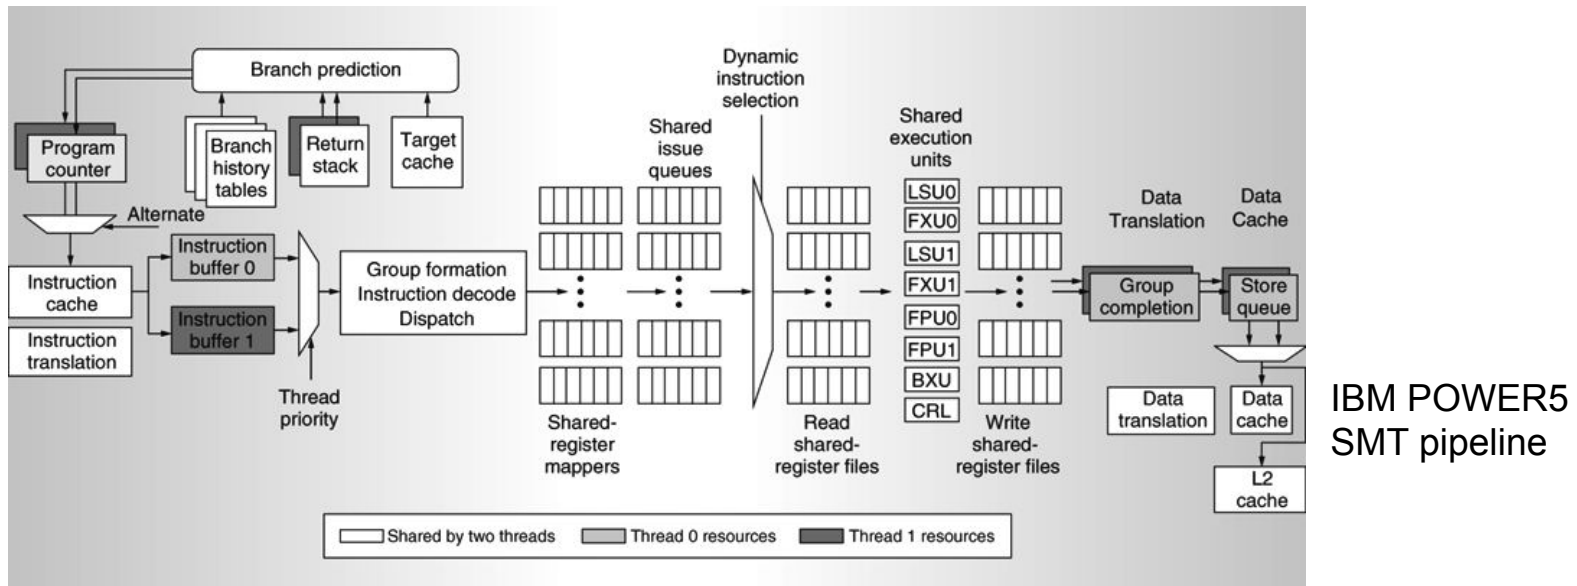 Branch prediction
Program
counter
Branch
history
tables
Return
stack
Target
cache
Alternate
Instruction
cache
Instruction
translation
Instruction
buffer 0
Instruction
buffer 1
Thread
priority
Group formation
Instruction decode
Dispatch
Shared-
register
mappers
Shared
issue
queues
Dynamic
instruction
selection
Read
shared-
register files
Shared
execution
units
LSU0
FXU0
LSU1
FXU1
FPU0
FPU1
BXU
CRL
Write
shared-
register files
Data
Translation
Group
completion
Data
Cache
Store
queue
Data
translation
Data
cache
L2
cache
Shared by two threads
Thread 0 resources
Thread 1 resources
IBM POWER5
SMT pipeline